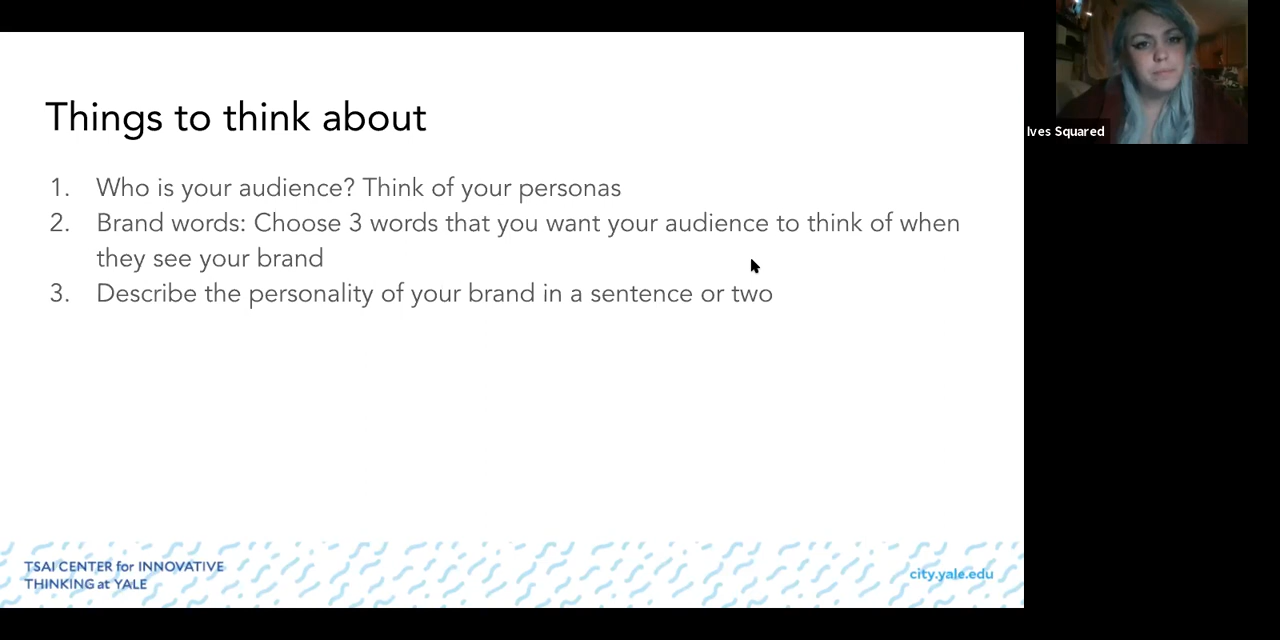 Things to think about
1. Who is your audience? Think of your personas
2. Brand words: Choose 3 words that you want your audience to think of when
they see your brand
3. Describe the personality of your brand in a sentence or two
TSAI CENTER for INNOVATIVE
THINKING at YALE
city.yale.edu
Ives Squared